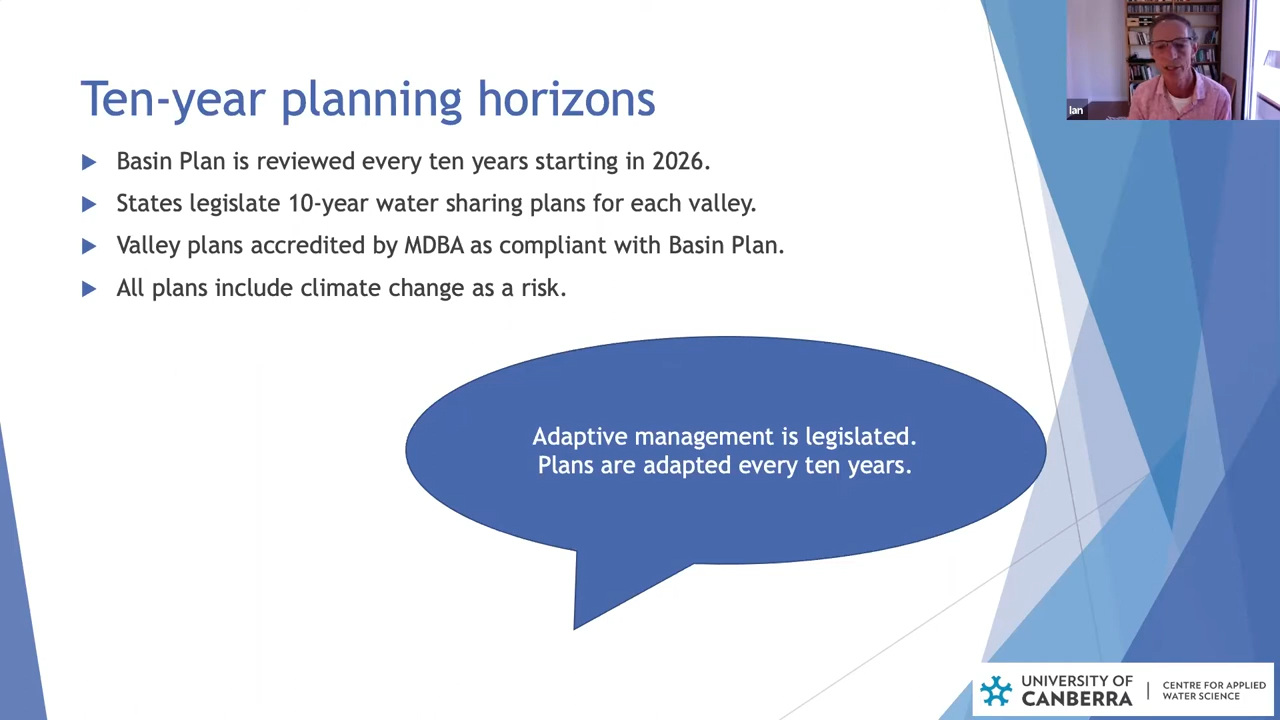 Ten-year planning horizons
Basin Plan is reviewed every ten years starting in 2026.
States legislate 10-year water sharing plans for each valley.
Valley plans accredited by MDBA as compliant with Basin Plan.
All plans include climate change as a risk.
Adaptive management is legislated.
Plans are adapted every ten years.
Ian
UNIVERSITY OF
CANBERRA
CENTRE FOR APPLIED
WATER SCIENCE